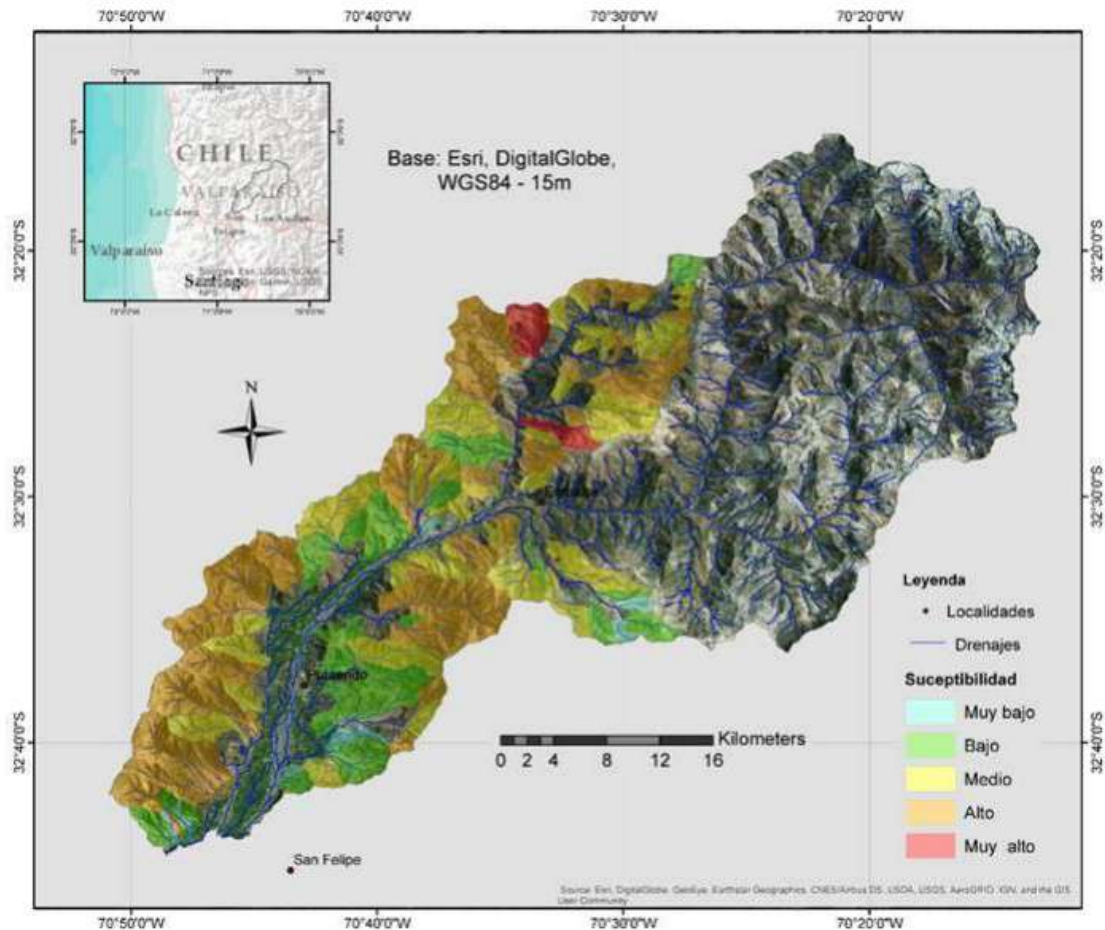 70°50'0"W 70°40'0"W 70°30'0"W 70°20'0"W
CHILE
VALPARAISO
La Calera
Los Andes
Valparaíso
Santiago
Base: Esri, DigitalGlobe,
WGS84 - 15m
32°20'0"S 32°20'0"S
N
32°30'0"S 32°30'0"S
Putaendo
32°40'0"S 32°40'0"S
San Felipe
Kilometers
0 2 4 8 12 16
Leyenda
Localidades
Drenajes
Suceptibilidad
Muy bajo
Bajo
Medio
Alto
Muy alto
Source: Esri, DigitalGlobe, GeoEye, Earthstar Geographics, CNES/Airbus DS, USDA, USGS, AeroGRID, IGN, and the GIS
User Community
70°50'0"W 70°40'0"W 70°30'0"W 70°20'0"W